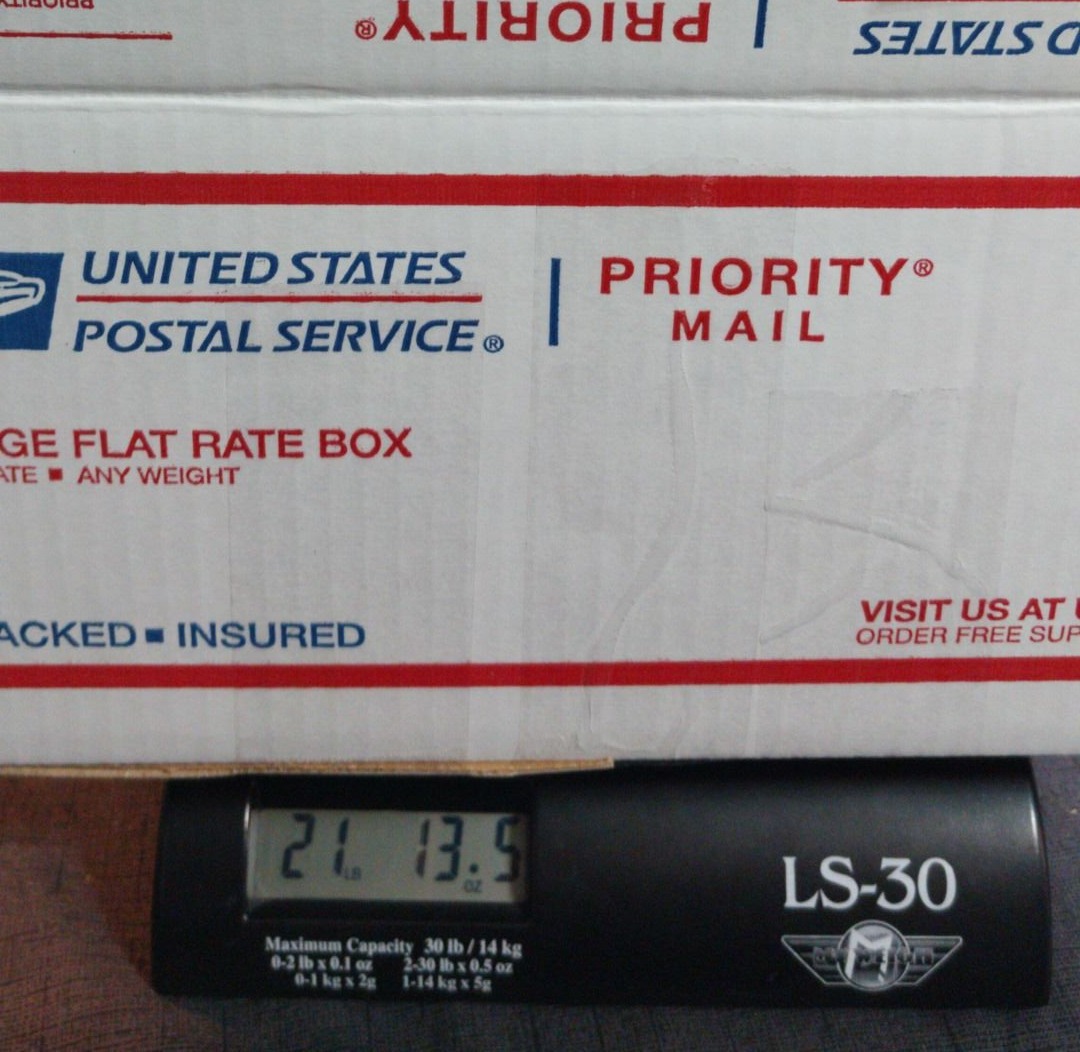 PRIORITY
PRIORITY®
D STATES
UNITED STATES
POSTAL SERVICE®
PRIORITY®
MAIL
GE FLAT RATE BOX
ATE ■ ANY WEIGHT
ACKED ■ INSURED
VISIT US AT U
ORDER FREE SUP
21 LB 13.5 OZ
LS-30
Maximum Capacity 30 lb / 14 kg
0-2 lb x 0.1 oz 2-30 lb x 0.5 oz
0-1 kg x 2g 1-14 kg x 5g
M